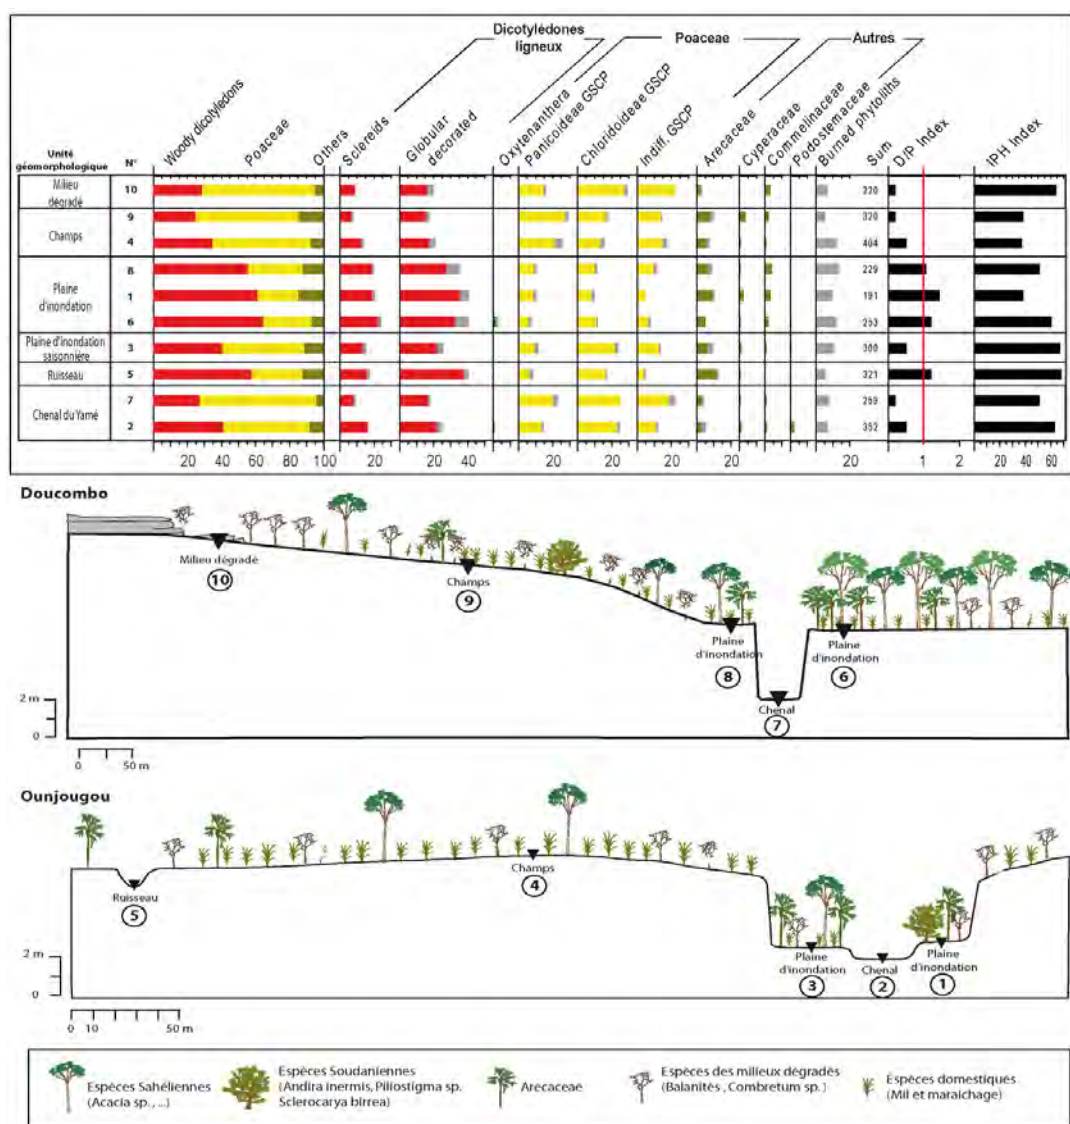 Dicotylédones
ligneux
Poaceae
Autres
Woody dicotyledons
Poaceae
Others
Sclereids
Globular
decorated
Oxytenanthera
Panicoideae GSCP
Chloridoideae GSCP
Indiff. GSCP
Arecaceae
Cyperaceae
Commelinaceae
Podostemaceae
Burned phytoliths
Sum
D/P Index
IPH Index
Unité
géomorphologique
N°
Milieu
dégradé
10
220
Champs
9
320
4
404
Plaine
d'inondation
8
229
1
191
6
253
Plaine d'inondation
saisonnière
3
300
Ruisseau
5
321
Chenal du Yamé
7
269
2
352
20 40 60 80 100 20 20 40 20 20 20 20 20 1 2 20 40 60
Doucombo
Milieu dégradé
10
Champs
9
Plaine
d'inondation
8
Plaine
d'inondation
6
Chenal
7
2 m
0
0 50 m
Ounjougou
Ruisseau
5
Champs
4
Plaine
d'inondation
3
Chenal
2
Plaine
d'inondation
1
2 m
0
0 10 50 m
Espèces Sahéliennes
(Acacia sp., ...)
Espèces Soudaniennes
(Andira inermis, Piliostigma sp.
Sclerocarya birrea)
Arecaceae
Espèces des milieux dégradés
(Balanités , Combretum sp.)
Espèces domestiques
(Mil et maraichage)